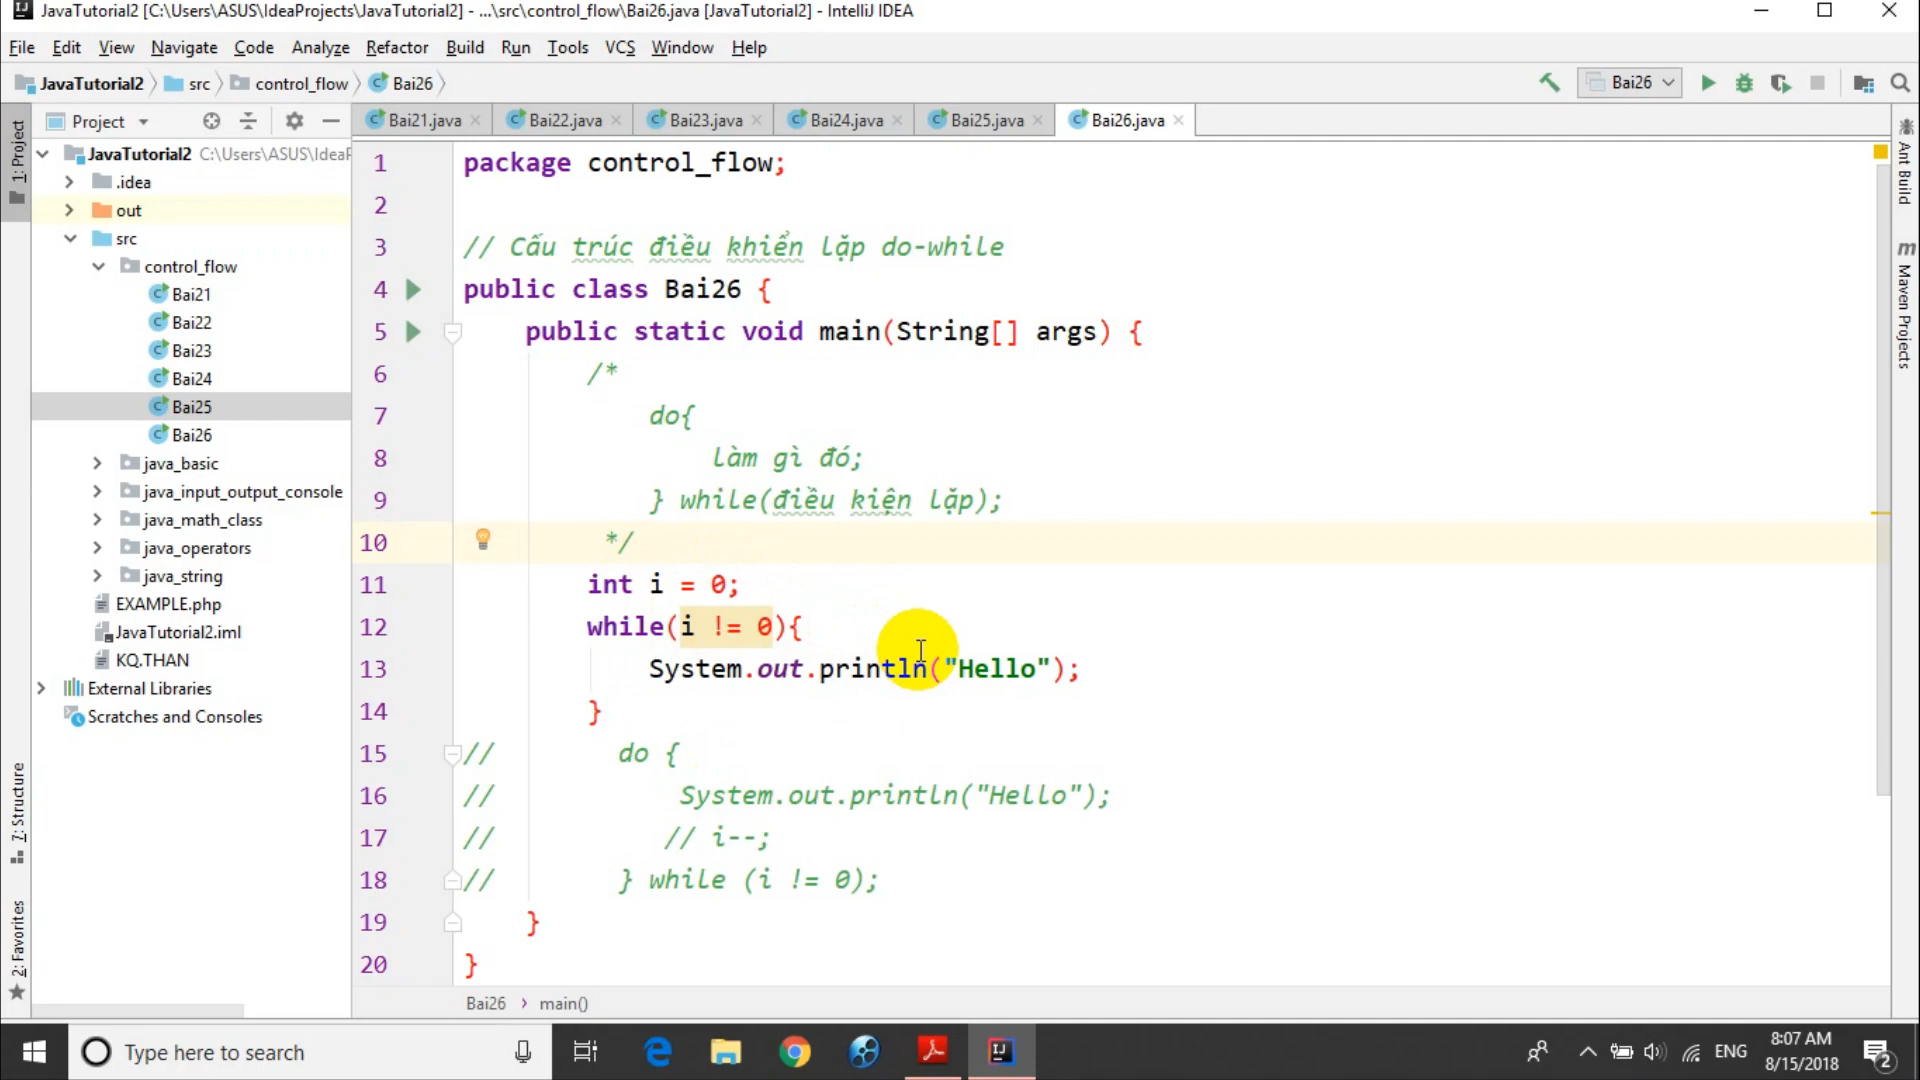 JavaTutorial2 [C:\Users\ASUS\IdeaProjects\JavaTutorial2] - ...\src\control_flow\Bai26.java [JavaTutorial2] - IntelliJ IDEA
File Edit View Navigate Code Analyze Refactor Build Run Tools VCS Window Help
JavaTutorial2 src control_flow Bai26
Bai26
Project
Bai21.java Bai22.java Bai23.java Bai24.java Bai25.java Bai26.java
JavaTutorial2 C:\Users\ASUS\IdeaP
.idea
out
src
control_flow
Bai21
Bai22
Bai23
Bai24
Bai25
Bai26
java_basic
java_input_output_console
java_math_class
java_operators
java_string
EXAMPLE.php
JavaTutorial2.iml
KQ.THAN
External Libraries
Scratches and Consoles
1: Project
7: Structure
2: Favorites
1 package control_flow;
2
3 // Cấu trúc điều khiển lặp do-while
4 public class Bai26 {
5 public static void main(String[] args) {
6 /*
7 do{
8 làm gì đó;
9 } while(điều kiện lặp);
10 */
11 int i = 0;
12 while(i != 0){
13 System.out.println("Hello");
14 }
15 // do {
16 // System.out.println("Hello");
17 // // i--;
18 // } while (i != 0);
19 }
20 }
Bai26 › main()
Ant Build
Maven Projects
Type here to search
ENG
8:07 AM
8/15/2018
2